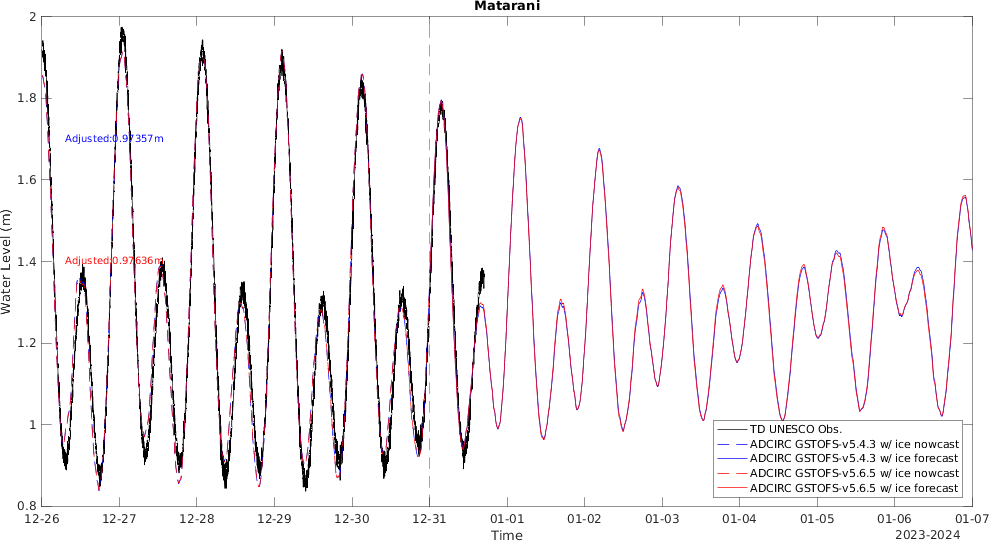 Matarani
2
1.8
1.6
1.4
1.2
1
0.8
Water Level (m)
Adjusted:0.97357m
Adjusted:0.97636m
TD UNESCO Obs.
ADCIRC GSTOFS-v5.4.3 w/ ice nowcast
ADCIRC GSTOFS-v5.4.3 w/ ice forecast
ADCIRC GSTOFS-v5.6.5 w/ ice nowcast
ADCIRC GSTOFS-v5.6.5 w/ ice forecast
12-26 12-27 12-28 12-29 12-30 12-31 01-01 01-02 01-03 01-04 01-05 01-06 01-07
Time
2023-2024